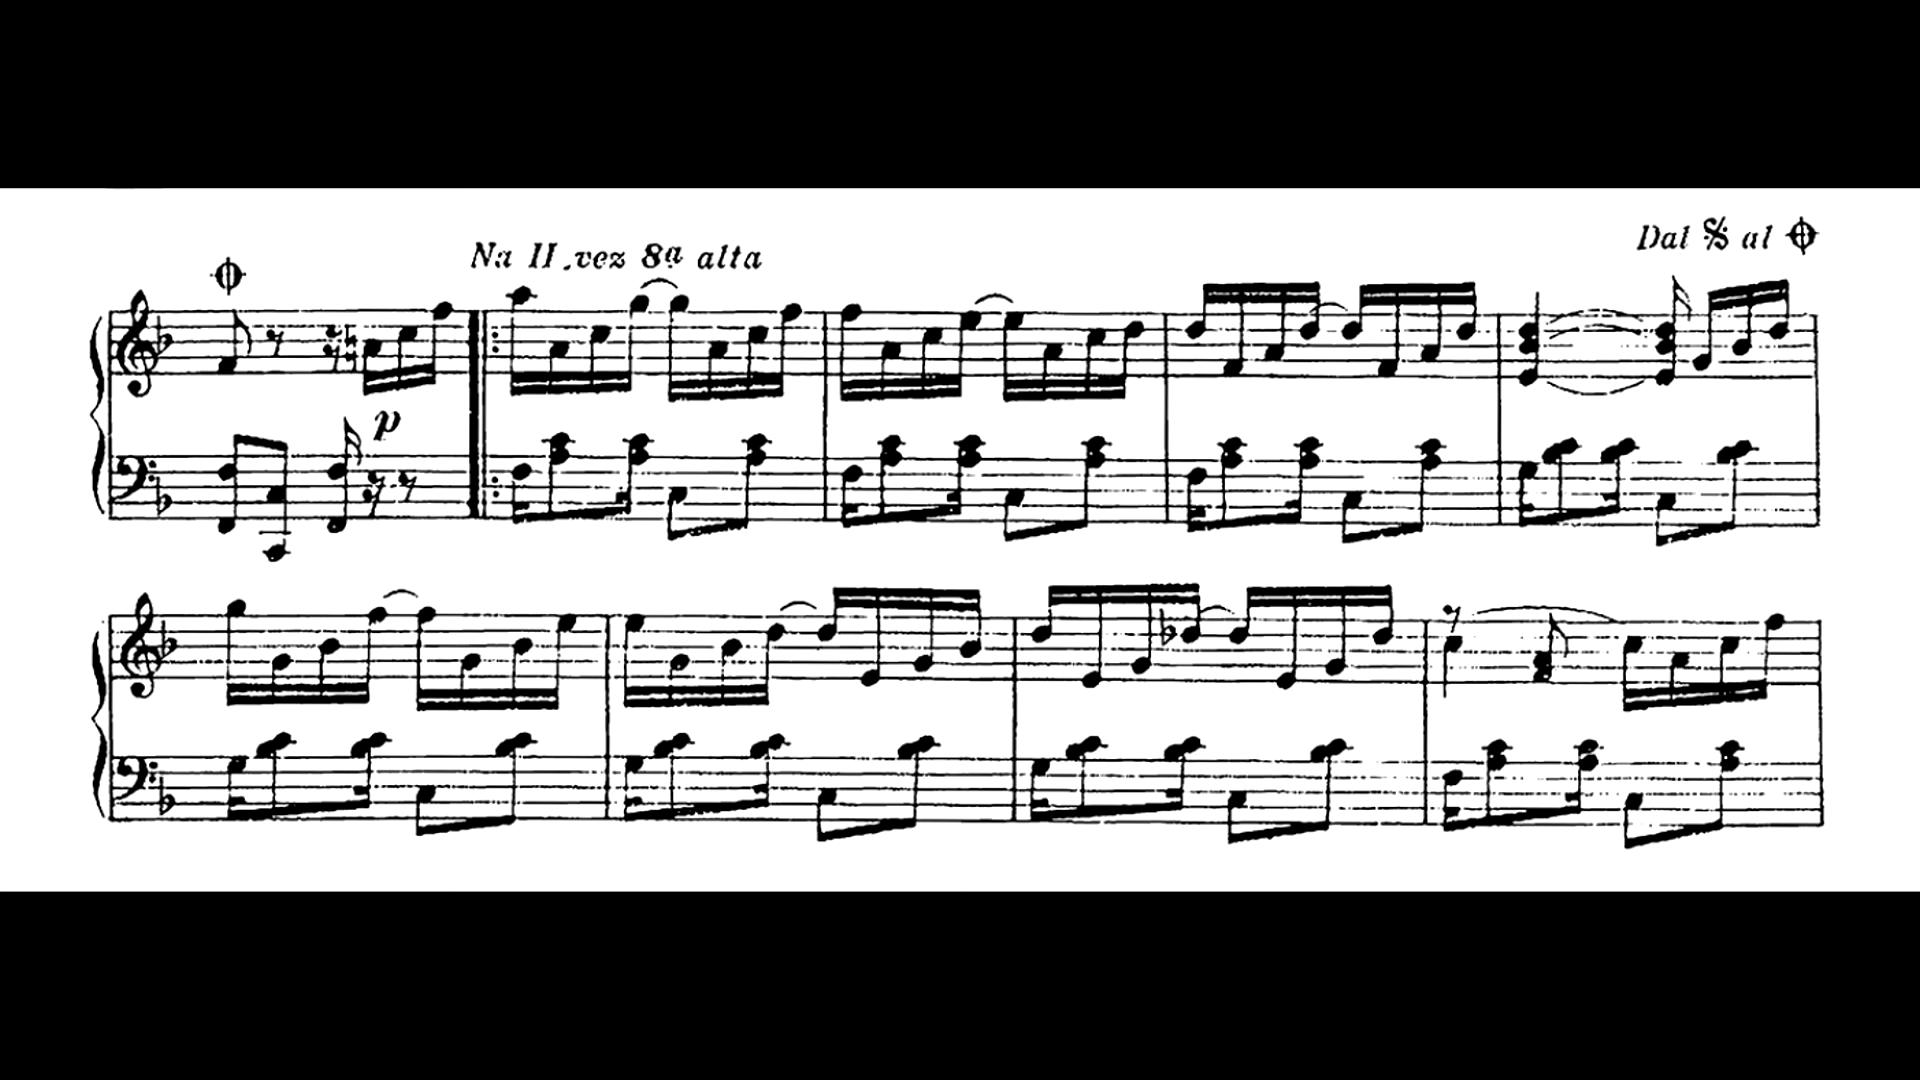 Na II. vez 8ª alta
Dal 𝄋 al 𝄌
p